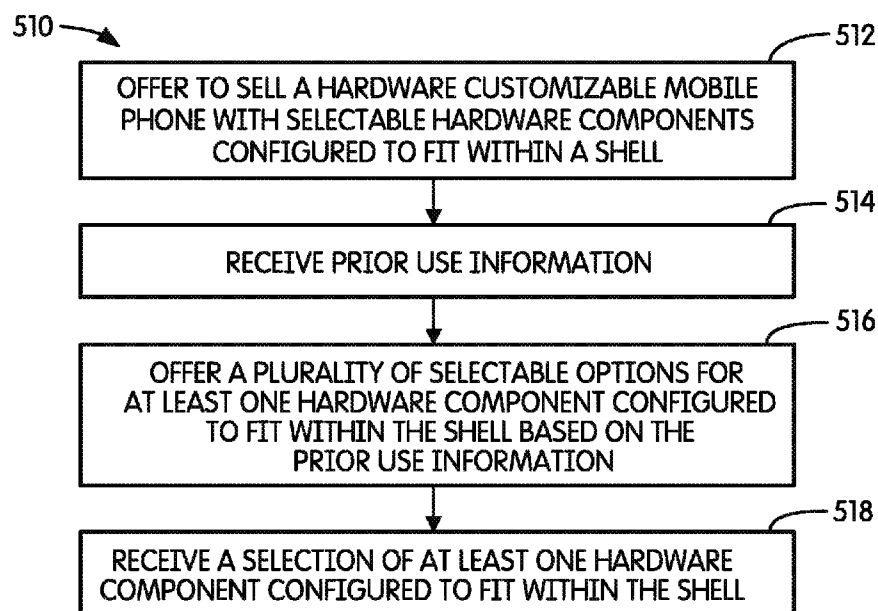 510
512
OFFER TO SELL A HARDWARE CUSTOMIZABLE MOBILE
PHONE WITH SELECTABLE HARDWARE COMPONENTS
CONFIGURED TO FIT WITHIN A SHELL
514
RECEIVE PRIOR USE INFORMATION
516
OFFER A PLURALITY OF SELECTABLE OPTIONS FOR
AT LEAST ONE HARDWARE COMPONENT CONFIGURED
TO FIT WITHIN THE SHELL BASED ON THE
PRIOR USE INFORMATION
518
RECEIVE A SELECTION OF AT LEAST ONE HARDWARE
COMPONENT CONFIGURED TO FIT WITHIN THE SHELL